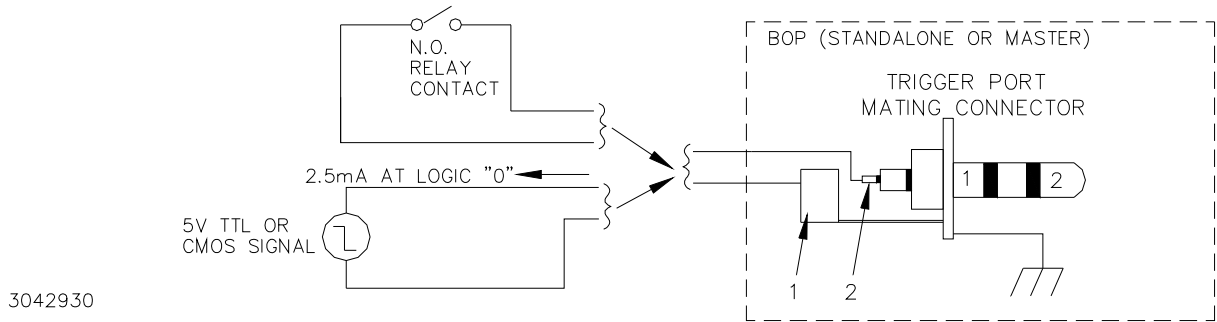 N.O.
RELAY
CONTACT
2.5mA AT LOGIC "0"
5V TTL OR
CMOS SIGNAL
BOP (STANDALONE OR MASTER)
TRIGGER PORT
MATING CONNECTOR
1
2
1
2
3042930